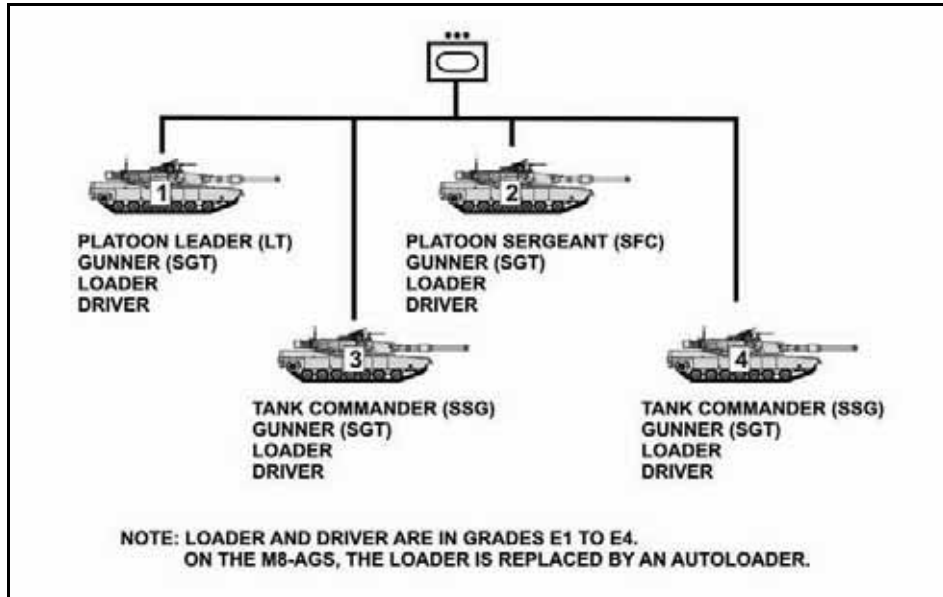 1
PLATOON LEADER (LT)
GUNNER (SGT)
LOADER
DRIVER
2
PLATOON SERGEANT (SFC)
GUNNER (SGT)
LOADER
DRIVER
3
TANK COMMANDER (SSG)
GUNNER (SGT)
LOADER
DRIVER
4
TANK COMMANDER (SSG)
GUNNER (SGT)
LOADER
DRIVER
NOTE: LOADER AND DRIVER ARE IN GRADES E1 TO E4.
ON THE M8-AGS, THE LOADER IS REPLACED BY AN AUTOLOADER.